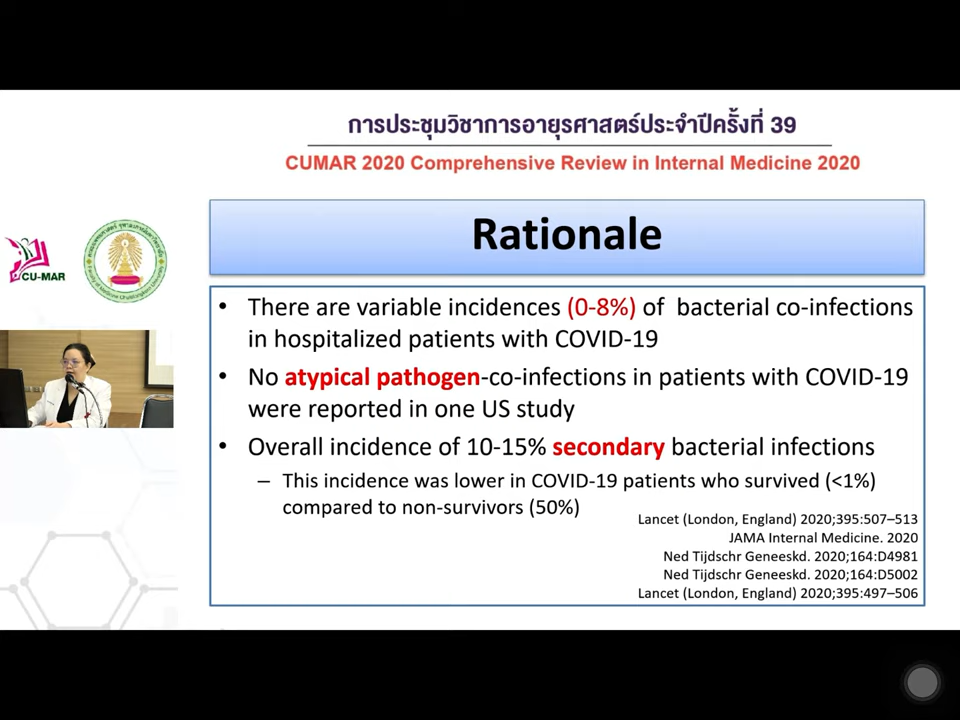 การประชุมวิชาการอายุรศาสตร์ประจำปีครั้งที่ 39
CUMAR 2020 Comprehensive Review in Internal Medicine 2020
Rationale
CU-MAR
• There are variable incidences (0-8%) of bacterial co-infections
in hospitalized patients with COVID-19
• No atypical pathogen-co-infections in patients with COVID-19
were reported in one US study
• Overall incidence of 10-15% secondary bacterial infections
– This incidence was lower in COVID-19 patients who survived (<1%)
compared to non-survivors (50%)
Lancet (London, England) 2020;395:507–513
JAMA Internal Medicine. 2020
Ned Tijdschr Geneeskd. 2020;164:D4981
Ned Tijdschr Geneeskd. 2020;164:D5002
Lancet (London, England) 2020;395:497–506